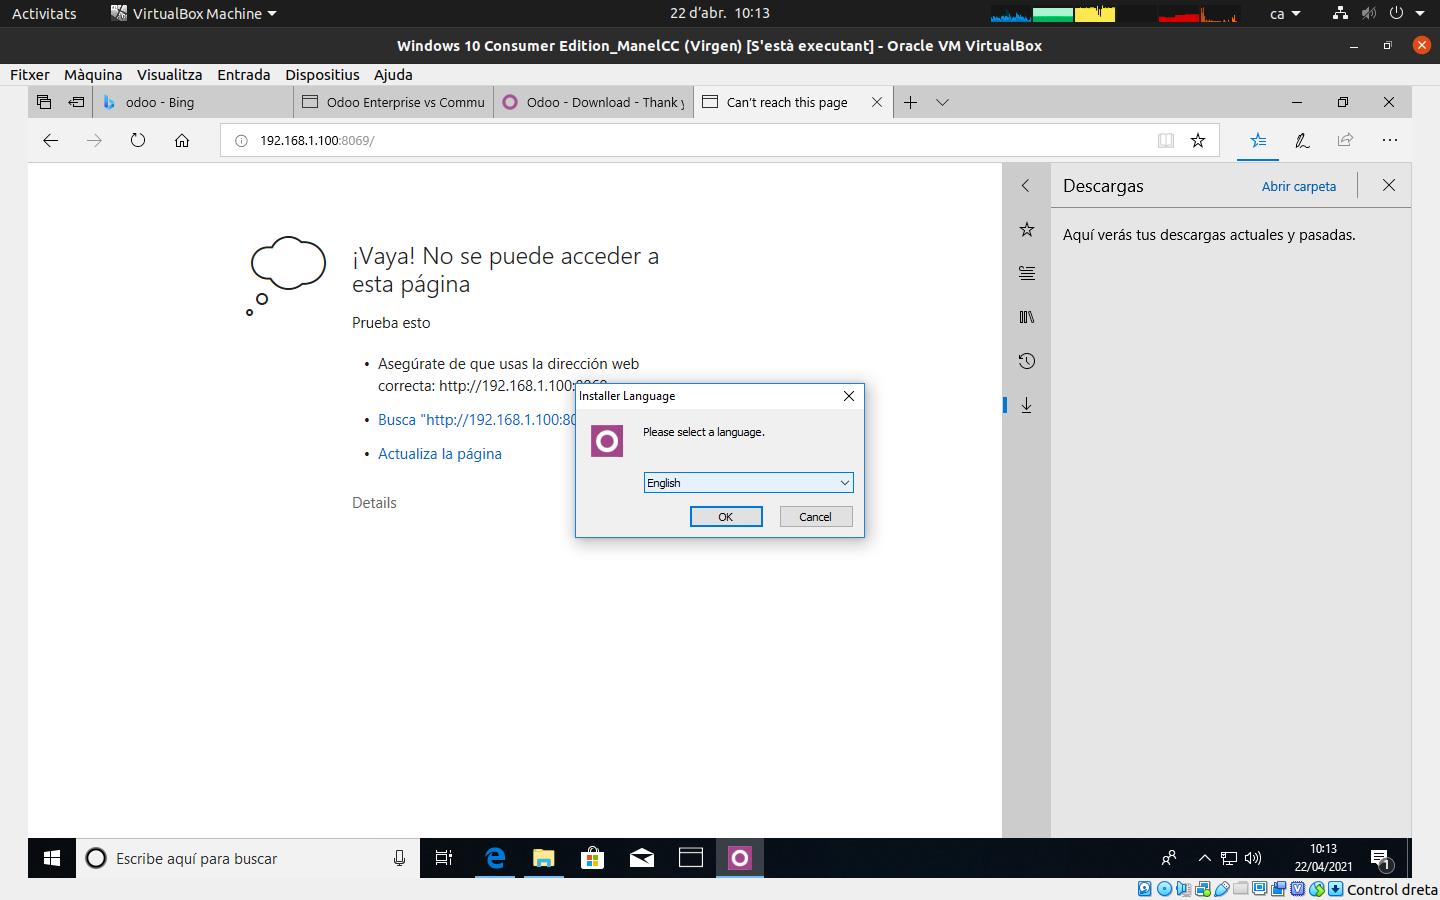 Activitats
VirtualBox Machine
22 d’abr.  10:13
ca
Windows 10 Consumer Edition_ManelCC (Virgen) [S'està executant] - Oracle VM VirtualBox
Fitxer
Màquina
Visualitza
Entrada
Dispositius
Ajuda
odoo - Bing
Odoo Enterprise vs Commu
Odoo - Download - Thank y
Can’t reach this page
192.168.1.100:8069/
¡Vaya! No se puede acceder a
esta página
Prueba esto
• Asegúrate de que usas la dirección web
correcta: http://192.168.1.100:8069
• Busca "http://192.168.1.100:80
• Actualiza la página
Details
Installer Language
Please select a language.
English
OK
Cancel
Descargas
Abrir carpeta
Aquí verás tus descargas actuales y pasadas.
Escribe aquí para buscar
10:13
22/04/2021
1
Control dreta